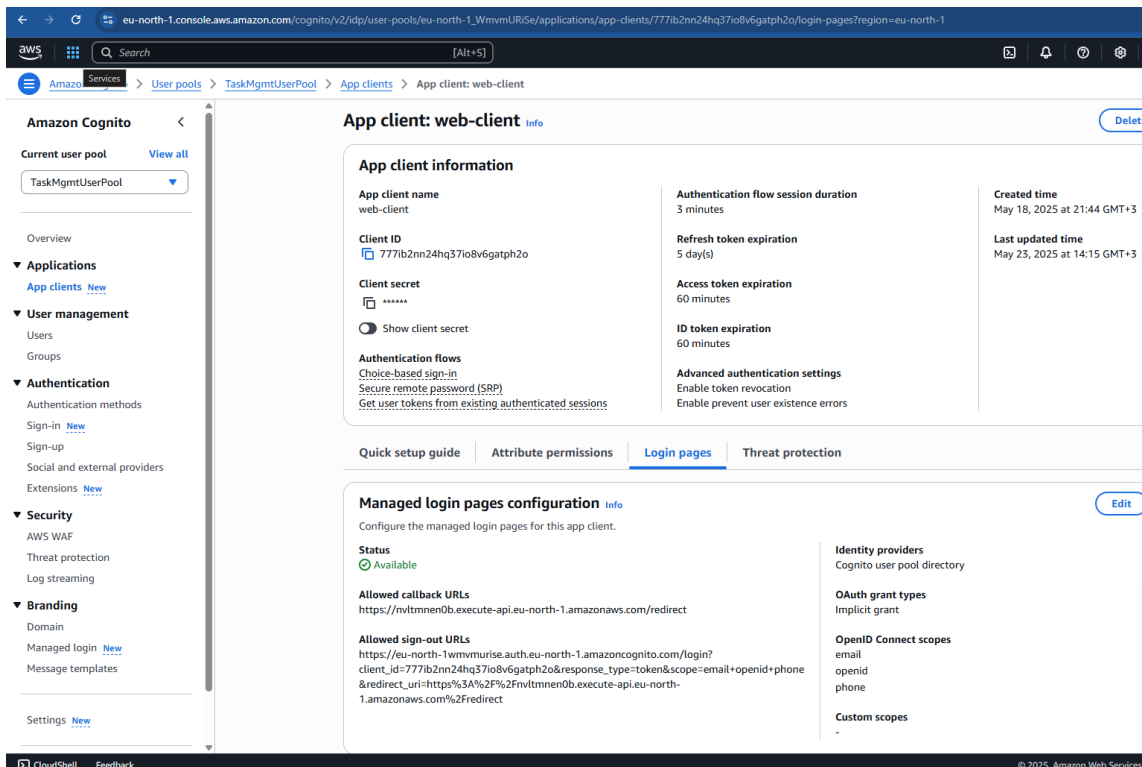 eu-north-1.console.aws.amazon.com/cognito/v2/idp/user-pools/eu-north-1_WmvmURiSe/applications/app-clients/777ib2nn24hq37io8v6gatph2o/login-pages?region=eu-north-1
aws
Search
[Alt+S]
Services
Amazo
User pools
TaskMgmtUserPool
App clients
App client: web-client
Amazon Cognito
Current user pool
View all
TaskMgmtUserPool
Overview
Applications
App clients New
User management
Users
Groups
Authentication
Authentication methods
Sign-in New
Sign-up
Social and external providers
Extensions New
Security
AWS WAF
Threat protection
Log streaming
Branding
Domain
Managed login New
Message templates
Settings New
App client: web-client Info
Delet
App client information
App client name
web-client
Client ID
777ib2nn24hq37io8v6gatph2o
Client secret
******
Show client secret
Authentication flows
Choice-based sign-in
Secure remote password (SRP)
Get user tokens from existing authenticated sessions
Authentication flow session duration
3 minutes
Refresh token expiration
5 day(s)
Access token expiration
60 minutes
ID token expiration
60 minutes
Advanced authentication settings
Enable token revocation
Enable prevent user existence errors
Created time
May 18, 2025 at 21:44 GMT+3
Last updated time
May 23, 2025 at 14:15 GMT+3
Quick setup guide
Attribute permissions
Login pages
Threat protection
Managed login pages configuration Info
Edit
Configure the managed login pages for this app client.
Status
Available
Allowed callback URLs
https://nvltmnen0b.execute-api.eu-north-1.amazonaws.com/redirect
Allowed sign-out URLs
https://eu-north-1wmvmurise.auth.eu-north-1.amazoncognito.com/login?
client_id=777ib2nn24hq37io8v6gatph2o&response_type=token&scope=email+openid+phone
&redirect_uri=https%3A%2F%2Fnvltmnen0b.execute-api.eu-north-
1.amazonaws.com%2Fredirect
Identity providers
Cognito user pool directory
OAuth grant types
Implicit grant
OpenID Connect scopes
email
openid
phone
Custom scopes
-
CloudShell
Feedback
© 2025, Amazon Web Services